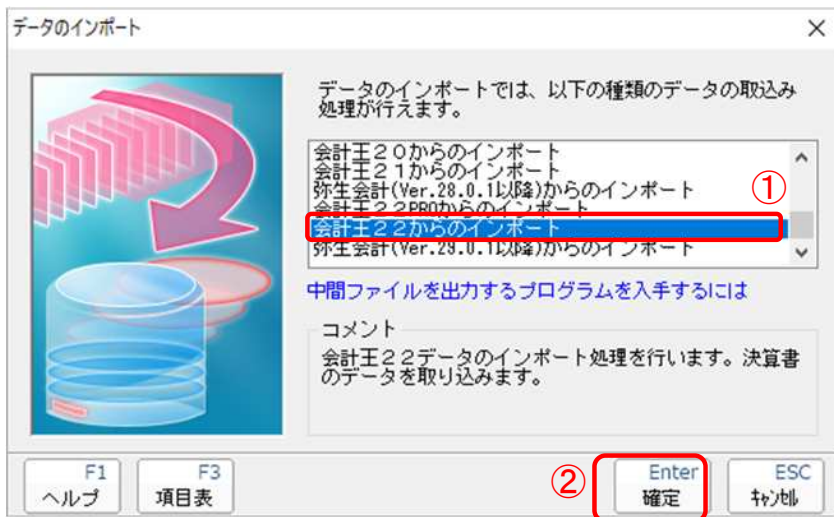 データのインポート
データのインポートでは、以下の種類のデータの取込み
処理が行えます。
会計王20からのインポート
会計王21からのインポート
弥生会計(Ver.28.0.1以降)からのインポート
①
会計王22PROからのインポート
会計王22からのインポート
弥生会計(Ver.29.0.1以降)からのインポート
中間ファイルを出力するプログラムを入手するには
コメント
会計王22データのインポート処理を行います。決算書
のデータを取り込みます。
F1
ヘルプ
F3
項目表
②
Enter
確定
ESC
ｷｬﾝｾﾙ